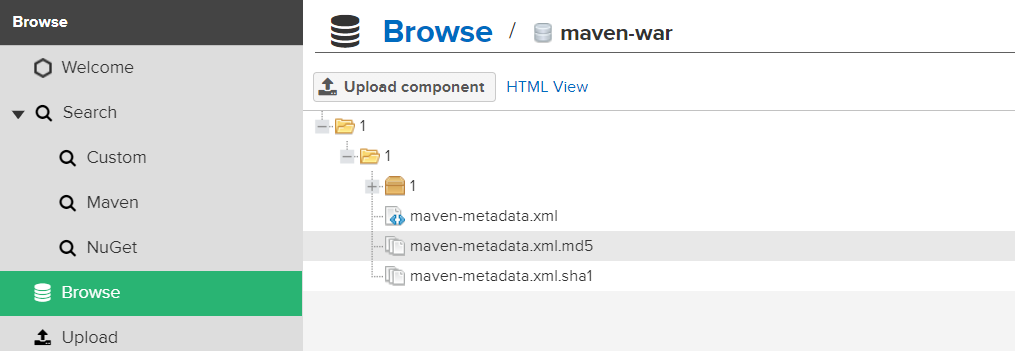 Browse
Welcome
Search
Custom
Maven
NuGet
Browse
Upload
Browse / maven-war
Upload component HTML View
1
1
1
maven-metadata.xml
maven-metadata.xml.md5
maven-metadata.xml.sha1